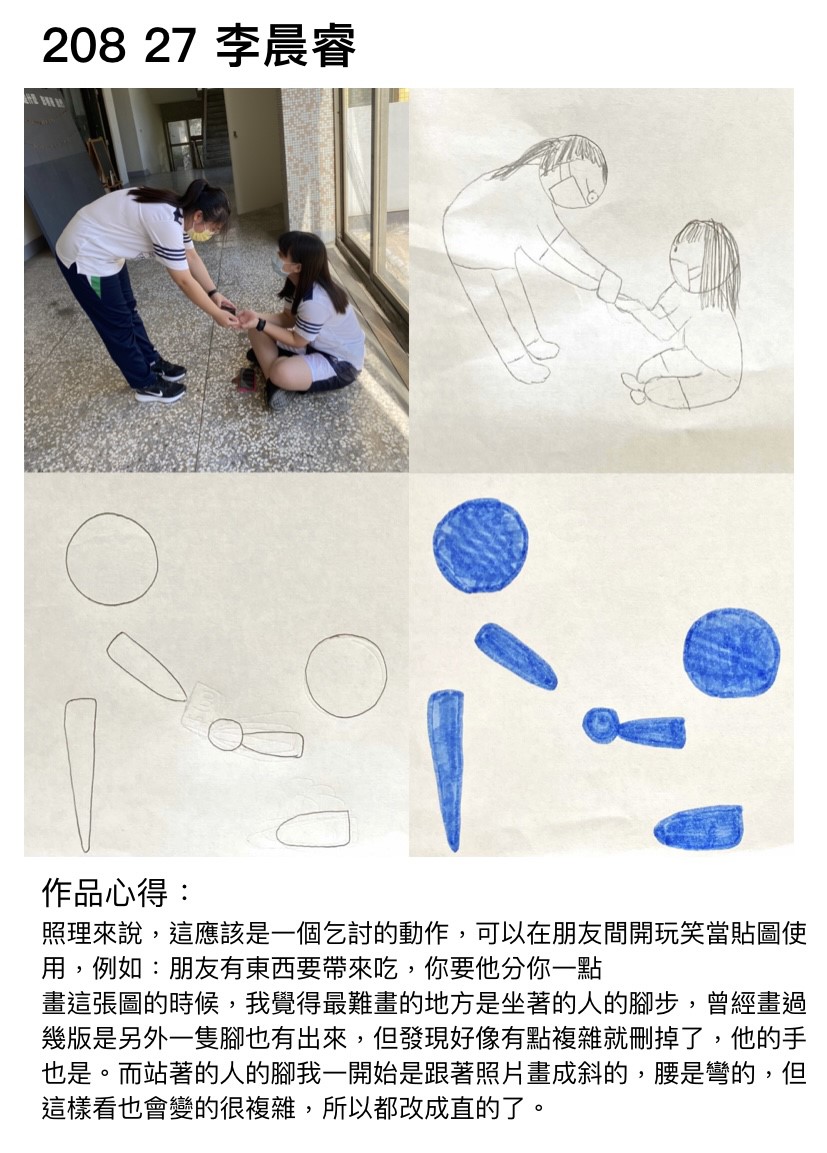 208 27 李晨睿
作品心得：
照理來說，這應該是一個乞討的動作，可以在朋友間開玩笑當貼圖使
用，例如：朋友有東西要帶來吃，你要他分你一點
畫這張圖的時候，我覺得最難畫的地方是坐著的人的腳步，曾經畫過
幾版是另外一隻腳也有出來，但發現好像有點複雜就刪掉了，他的手
也是。而站著的人的腳我一開始是跟著照片畫成斜的，腰是彎的，但
這樣看也會變的很複雜，所以都改成直的了。